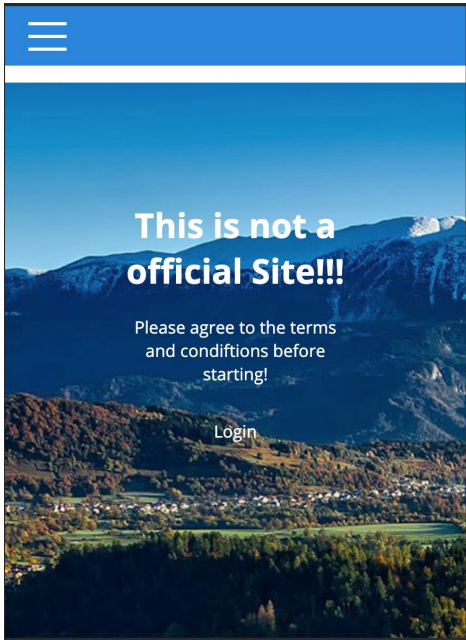 This is not a
official Site!!!
Please agree to the terms
and condiftions before
starting!
Login